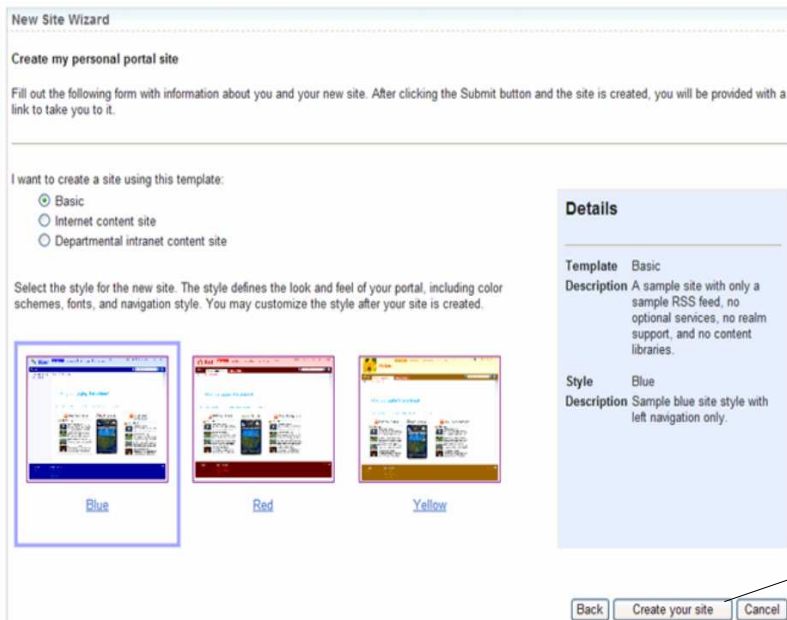 New Site Wizard
Create my personal portal site
Fill out the following form with information about you and your new site. After clicking the Submit button and the site is created, you will be provided with a
link to take you to it.
I want to create a site using this template:
Basic
Internet content site
Departmental intranet content site
Select the style for the new site. The style defines the look and feel of your portal, including color
schemes, fonts, and navigation style. You may customize the style after your site is created.
Blue
Red
Yellow
Details
Template Basic
Description A sample site with only a
sample RSS feed, no
optional services, no realm
support, and no content
libraries.
Style Blue
Description Sample blue site style with
left navigation only.
Back Create your site Cancel